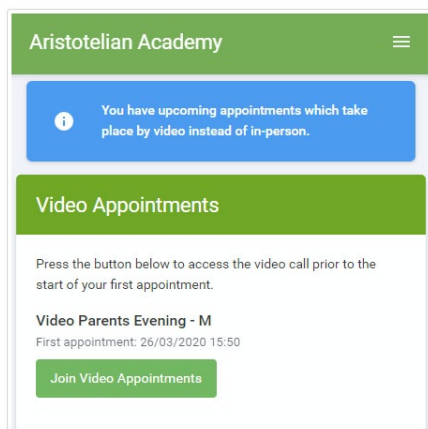 Aristotelian Academy
You have upcoming appointments which take
place by video instead of in-person.
Video Appointments
Press the button below to access the video call prior to the
start of your first appointment.
Video Parents Evening - M
First appointment: 26/03/2020 15:50
Join Video Appointments